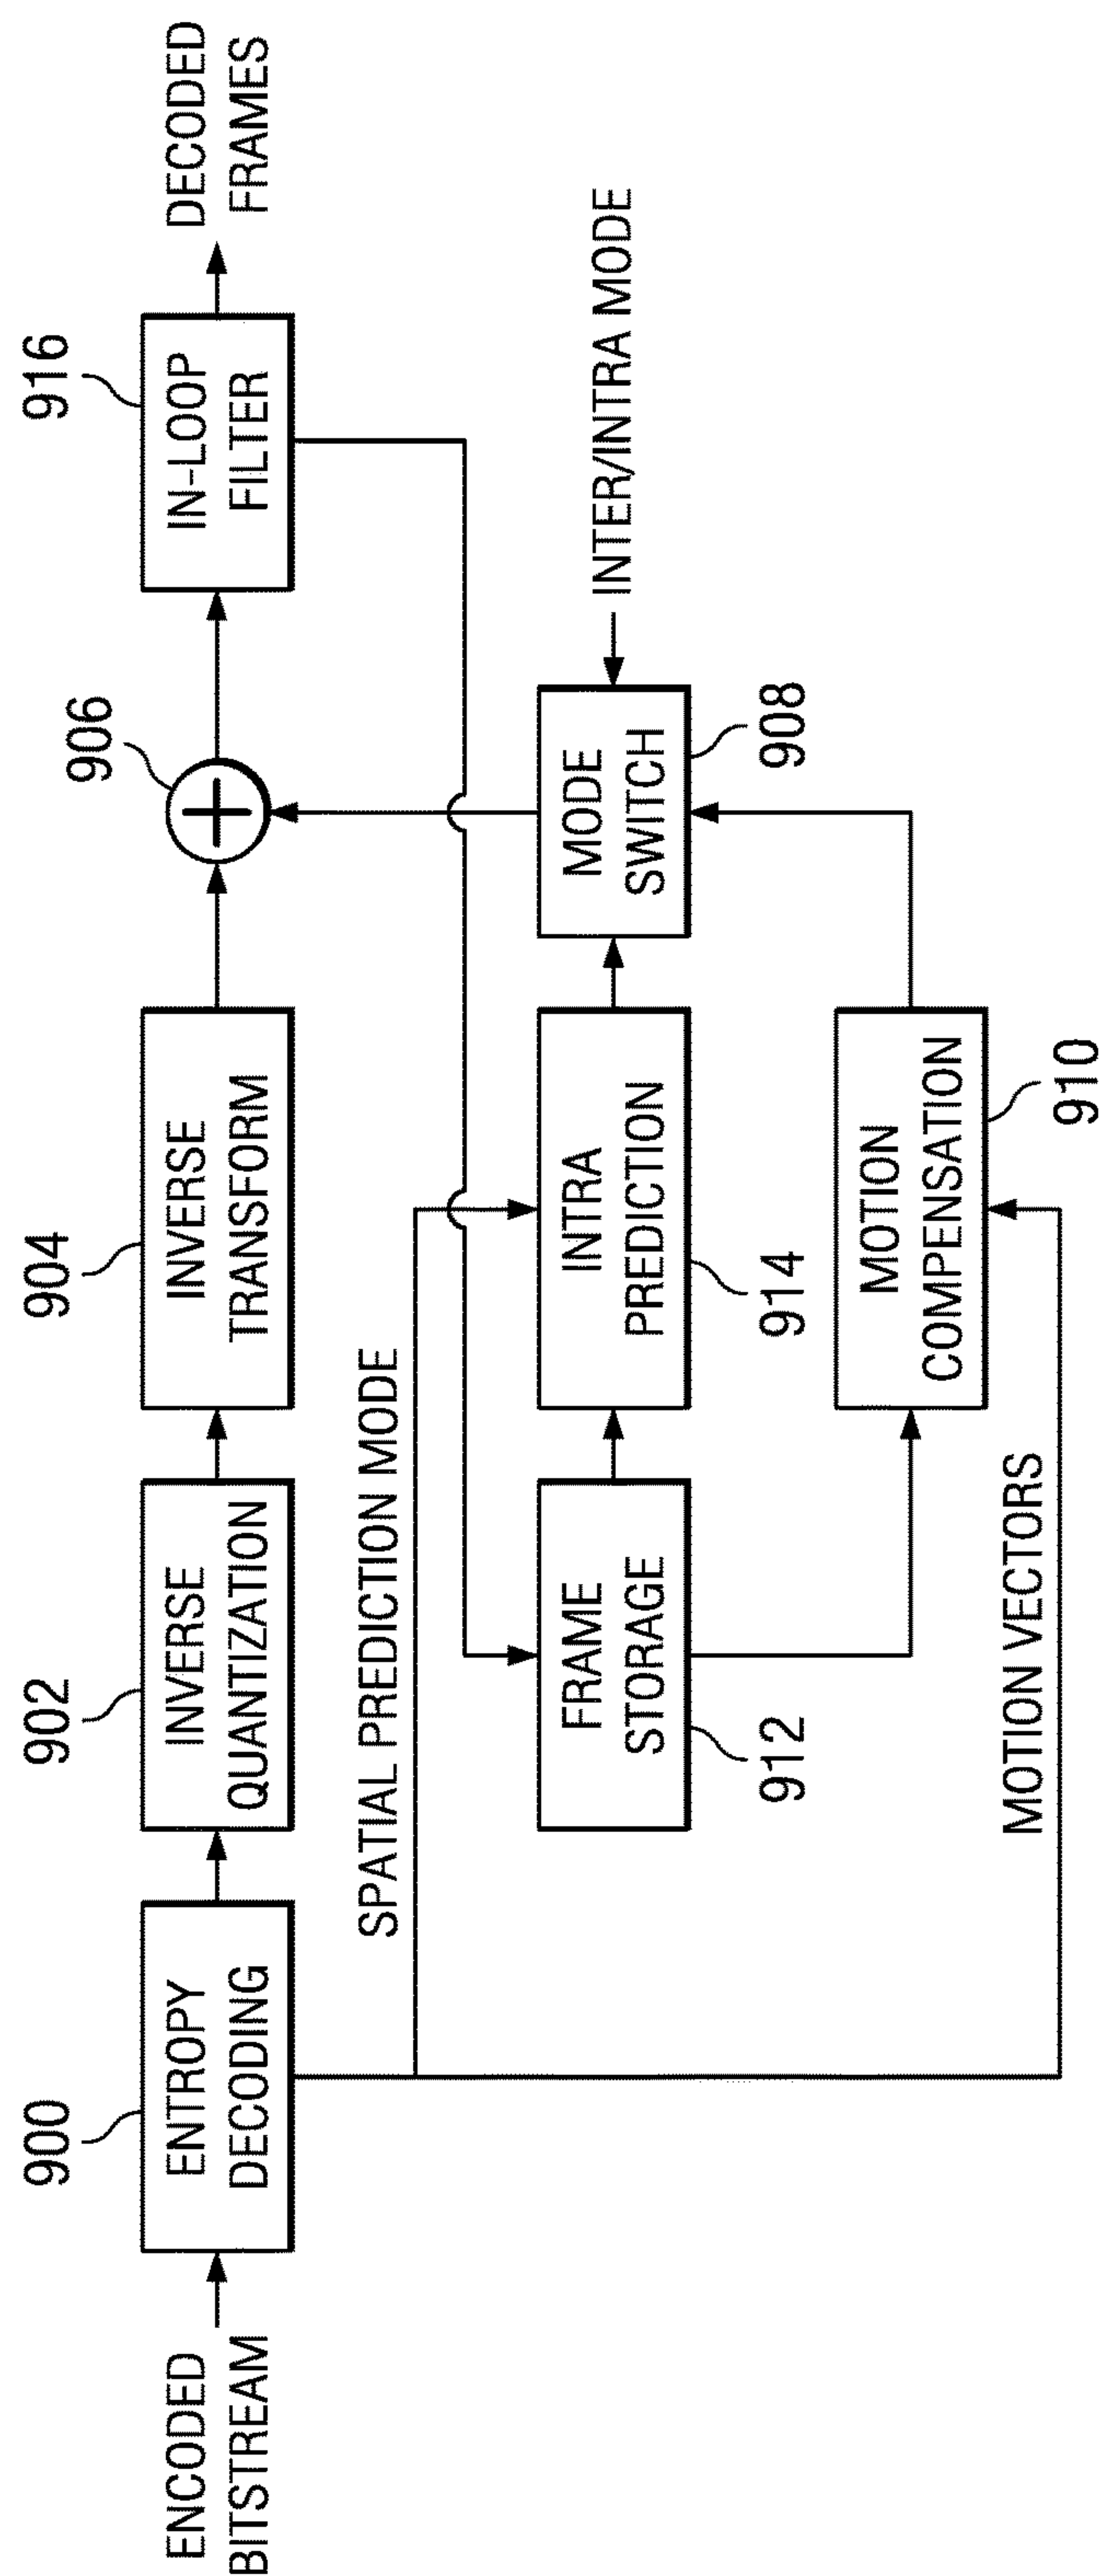 ENCODED
BITSTREAM
900
ENTROPY
DECODING
902
INVERSE
QUANTIZATION
904
INVERSE
TRANSFORM
906
916
IN-LOOP
FILTER
DECODED
FRAMES
SPATIAL PREDICTION MODE
FRAME
STORAGE
912
INTRA
PREDICTION
914
MODE
SWITCH
908
INTER/INTRA MODE
MOTION VECTORS
MOTION
COMPENSATION
910